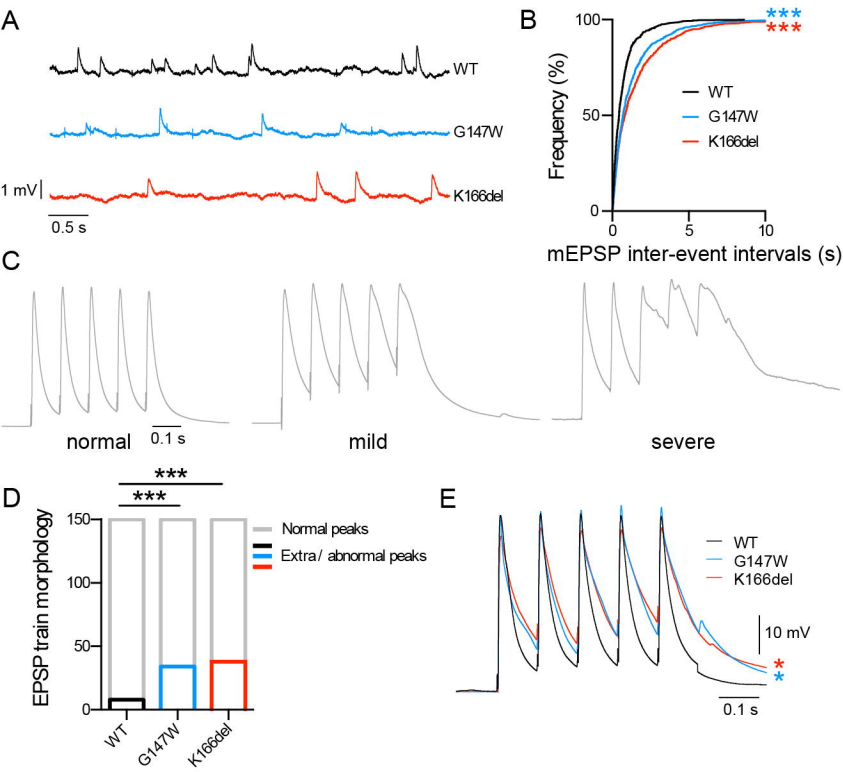 A
WT
G147W
K166del
1 mV
0.5 s
B
Frequency (%)
100
50
0
0
5
10
mEPSP inter-event intervals (s)
WT
G147W
K166del
***
***
C
normal
0.1 s
mild
severe
D
***
***
EPSP train morphology
150
100
50
0
WT
G147W
K166del
Normal peaks
Extra/ abnormal peaks
E
WT
G147W
K166del
10 mV
*
*
0.1 s